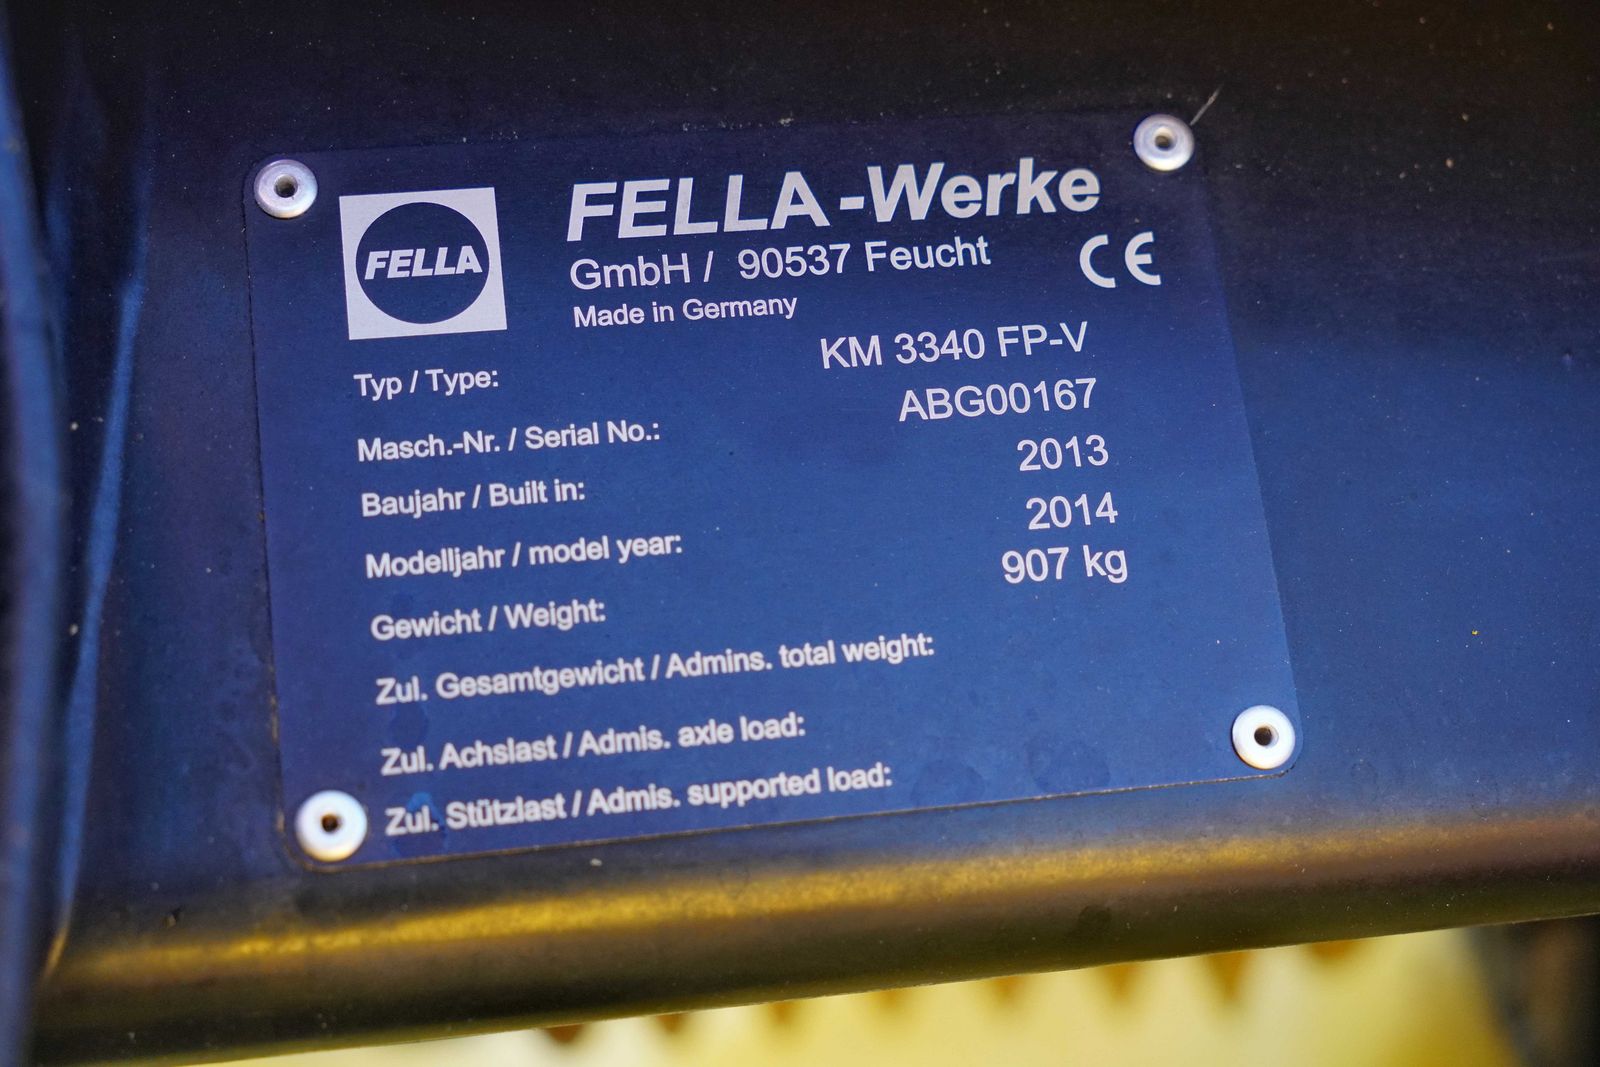 FELLA
FELLA-Werke
GmbH / 90537 Feucht
CE
Made in Germany
Typ / Type: KM 3340 FP-V
Masch.-Nr. / Serial No.: ABG00167
Baujahr / Built in: 2013
Modelljahr / model year: 2014
Gewicht / Weight: 907 kg
Zul. Gesamtgewicht / Admins. total weight:
Zul. Achslast / Admis. axle load:
Zul. Stützlast / Admis. supported load: